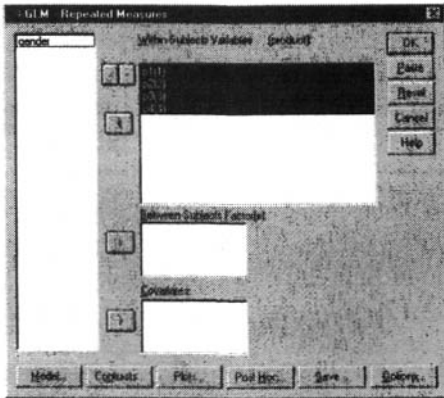 GLM - Repeated Measures
gender
Within-Subjects Variables (product):
OK
Paste
Reset
Cancel
Help
Between-Subjects Factor(s):
Covariates:
Model...
Contrasts...
Plots...
Post Hoc...
Save...
Options...